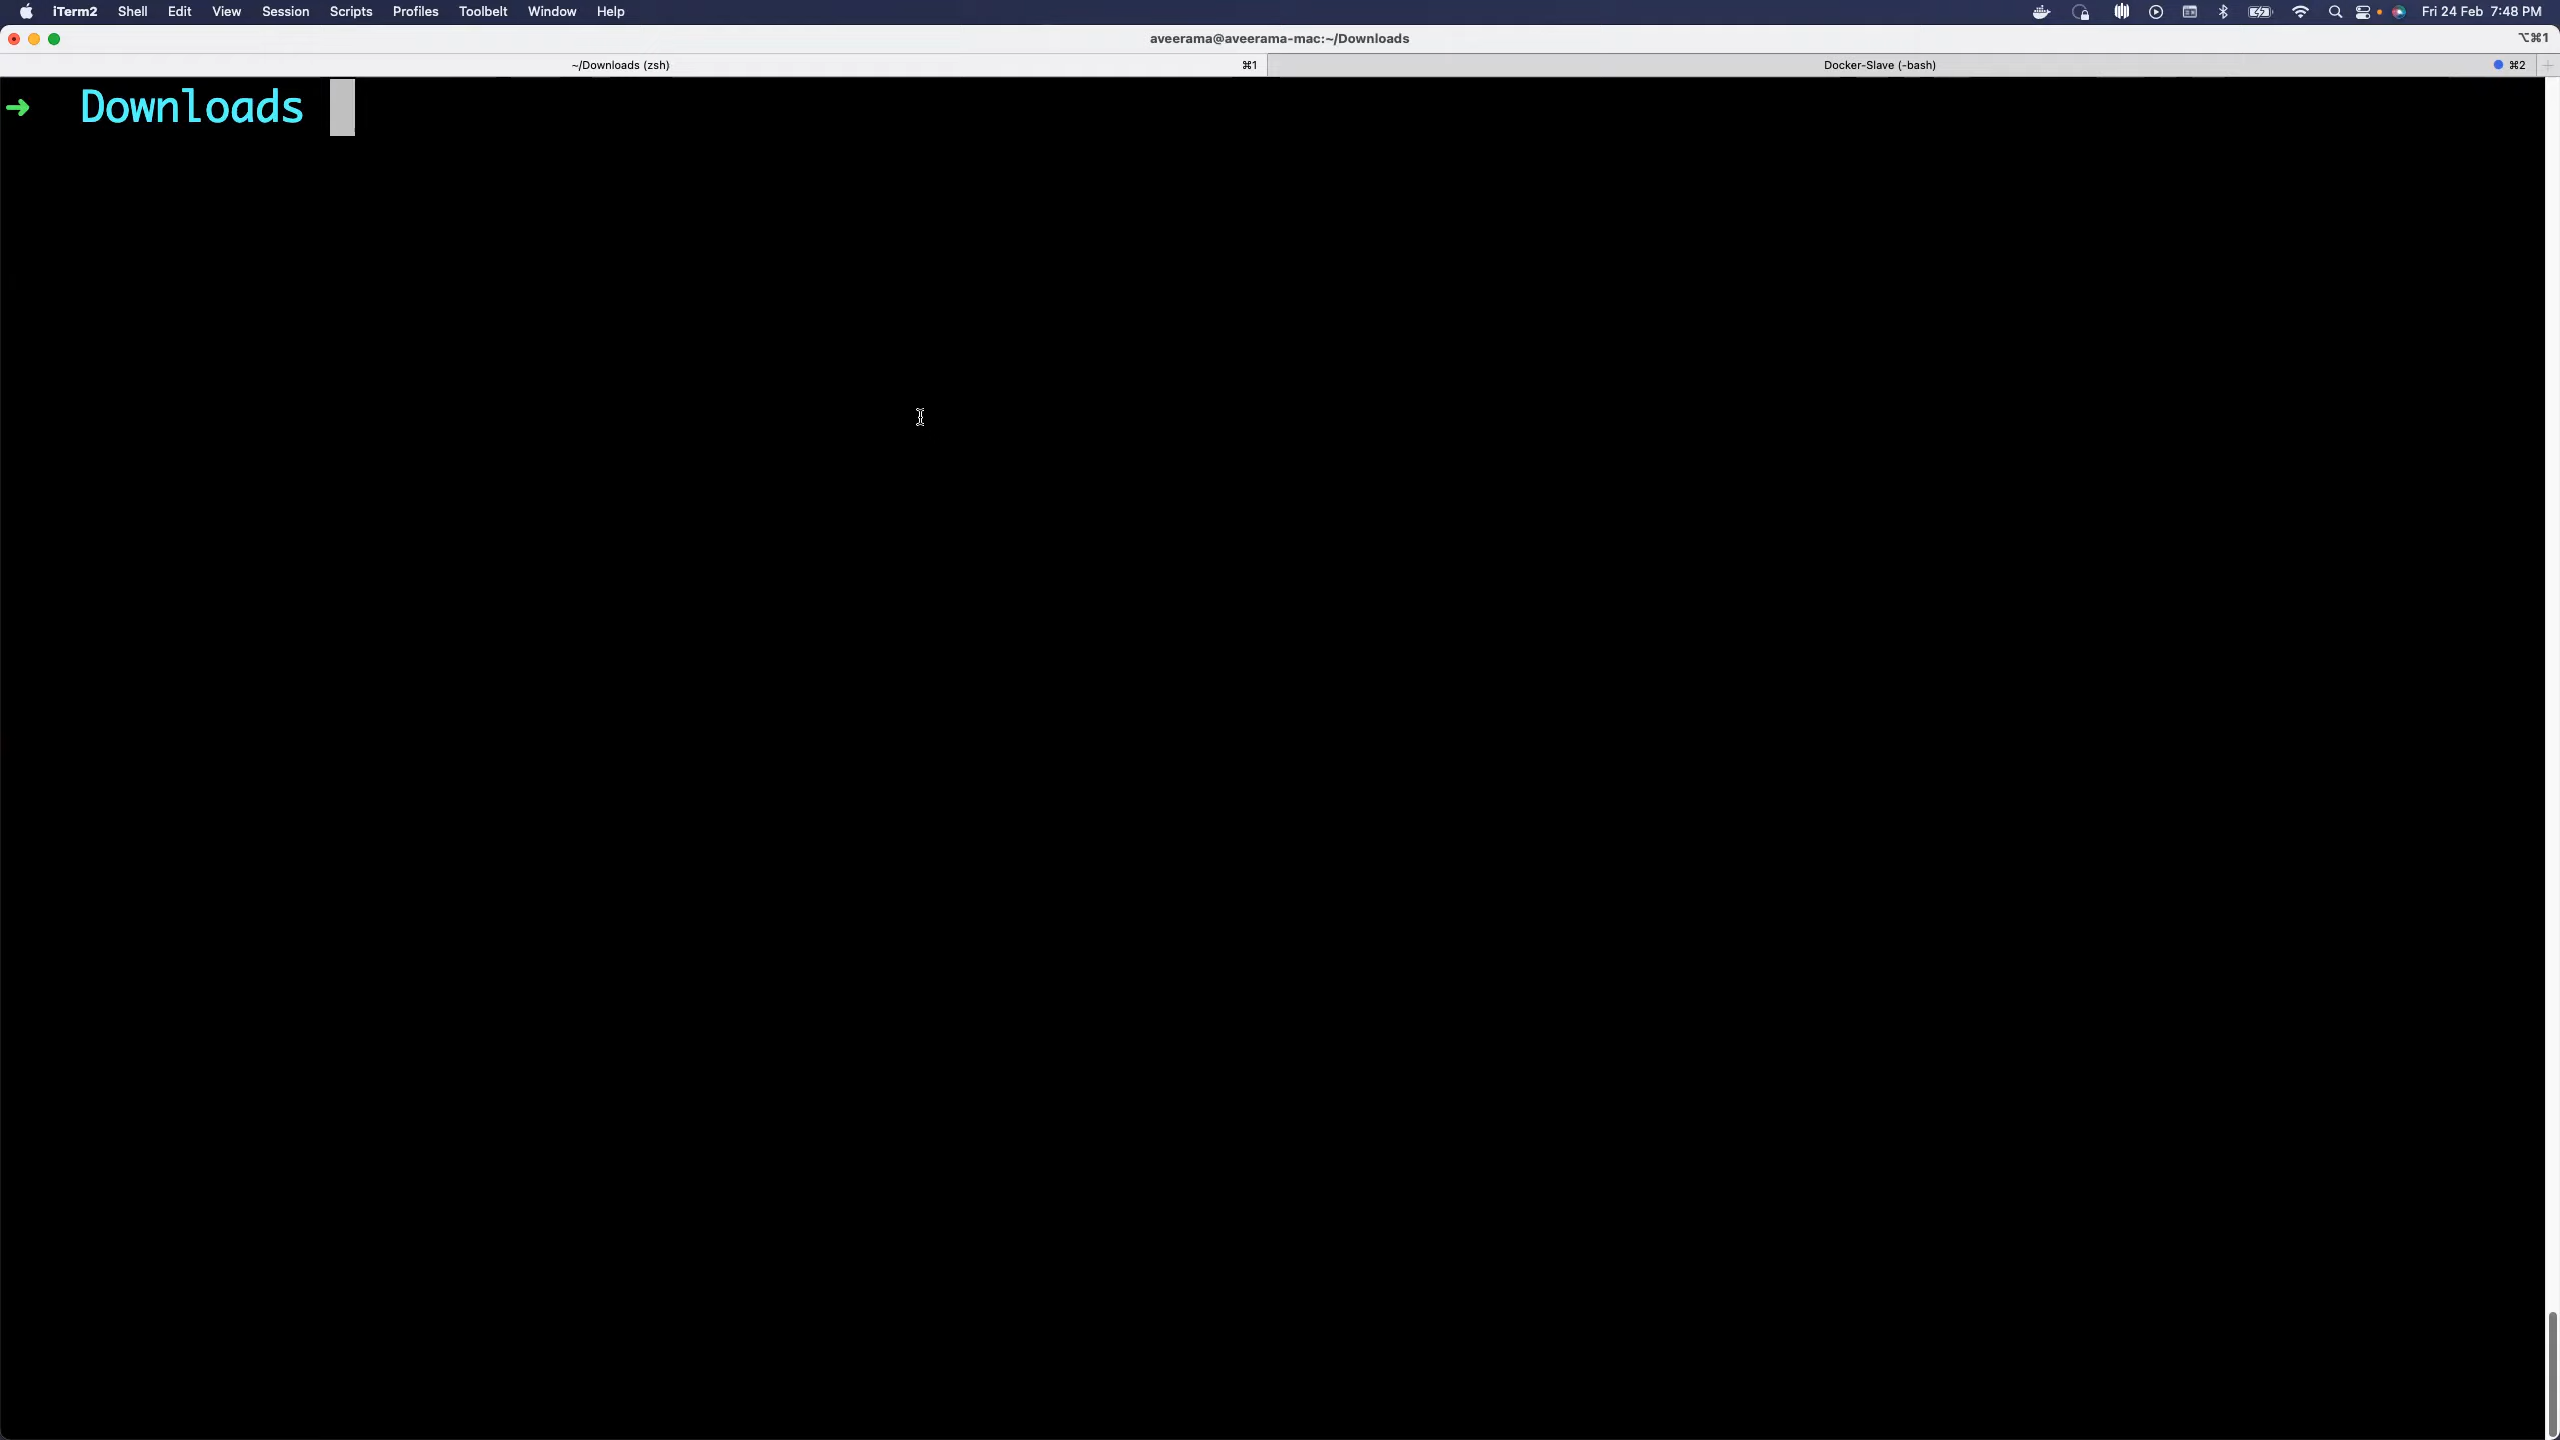 iTerm2 Shell Edit View Session Scripts Profiles Toolbelt Window Help Fri 24 Feb 7:48 PM
aveerama@aveerama-mac:~/Downloads ⌥⌘1
~/Downloads (zsh) ⌘1 Docker-Slave (-bash) ⌘2
➜ Downloads